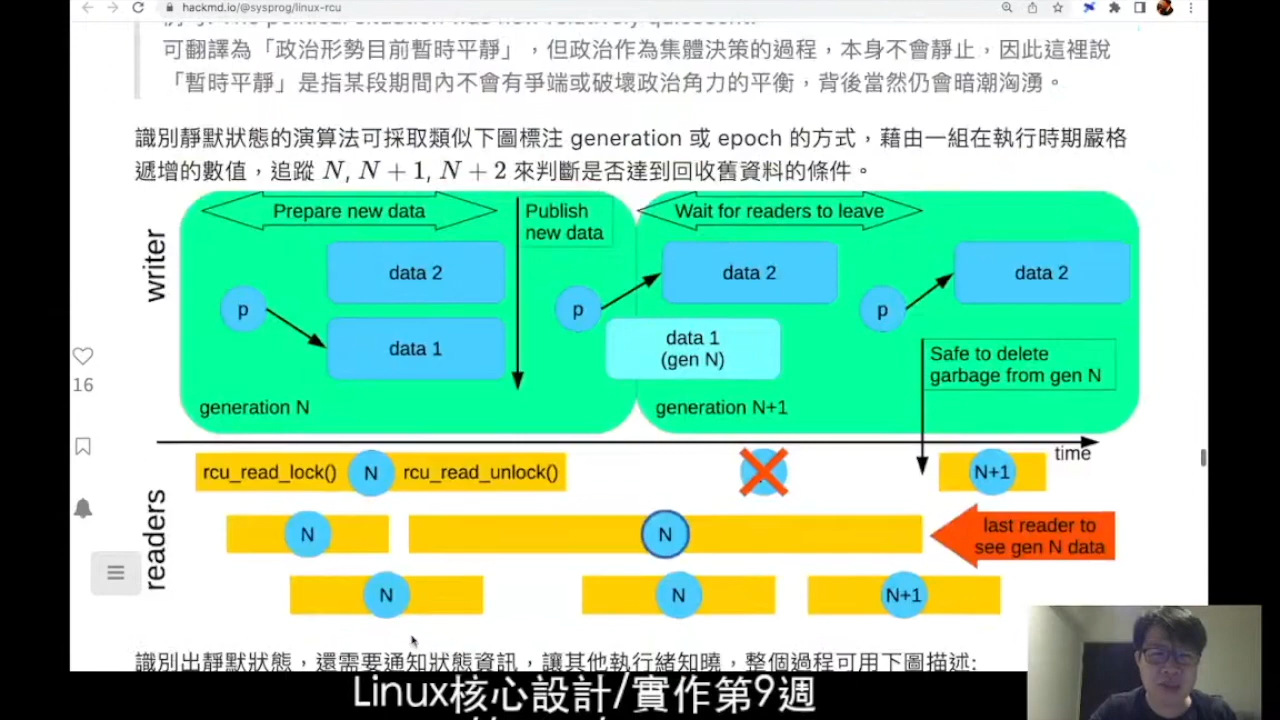 hackmd.io/@sysprog/linux-rcu
The political situation was now relatively quiescent.
可翻譯為「政治形勢目前暫時平靜」，但政治作為集體決策的過程，本身不會靜止，因此這裡說
「暫時平靜」是指某段期間內不會有爭端或破壞政治角力的平衡，背後當然仍會暗潮洶湧。
識別靜默狀態的演算法可採取類似下圖標注 generation 或 epoch 的方式，藉由一組在執行時期嚴格
遞增的數值，追蹤 N, N + 1, N + 2 來判斷是否達到回收舊資料的條件。
writer
Prepare new data
Publish
new data
Wait for readers to leave
data 2
data 2
data 2
p
p
p
data 1
data 1
(gen N)
Safe to delete
garbage from gen N
16
generation N
generation N+1
time
readers
rcu_read_lock() N rcu_read_unlock()
N+1
N
N
last reader to
see gen N data
N
N
N+1
識別出靜默狀態，還需要通知狀態資訊，讓其他執行緒知曉，整個過程可用下圖描述:
Linux核心設計/實作第9週